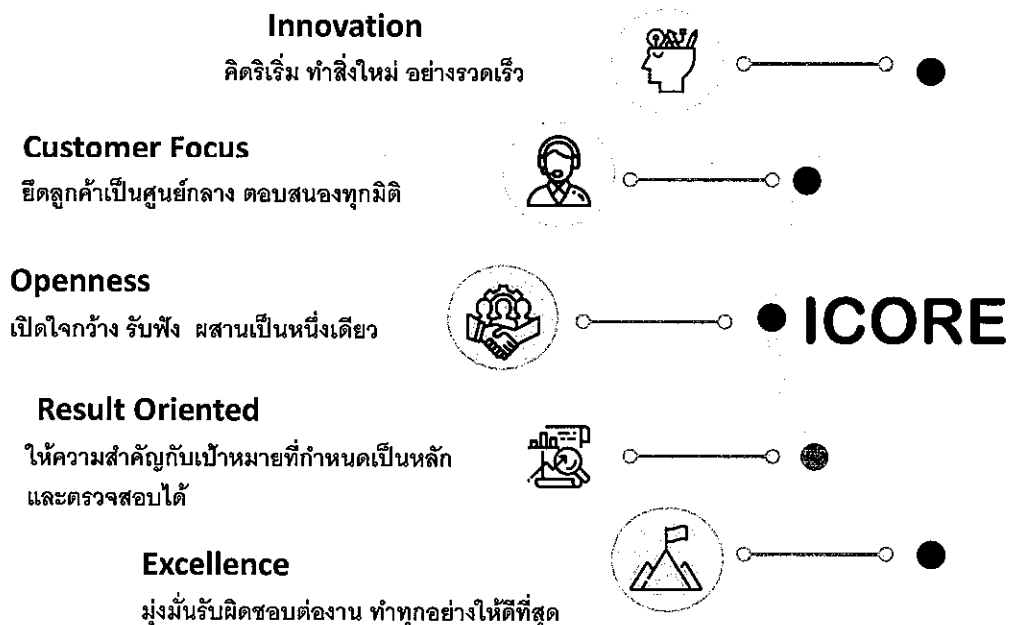 Innovation
คิดริเริ่ม ทำสิ่งใหม่ อย่างรวดเร็ว
Customer Focus
ยึดลูกค้าเป็นศูนย์กลาง ตอบสนองทุกมิติ
Openness
เปิดใจกว้าง รับฟัง ผสานเป็นหนึ่งเดียว
ICORE
Result Oriented
ให้ความสำคัญกับเป้าหมายที่กำหนดเป็นหลัก
และตรวจสอบได้
Excellence
มุ่งมั่นรับผิดชอบต่องาน ทำทุกอย่างให้ดีที่สุด